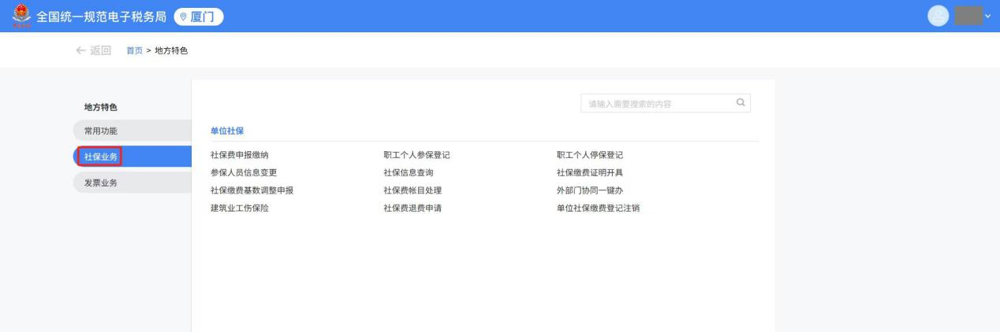 全国统一规范电子税务局 厦门
← 返回 首页 > 地方特色
地方特色
常用功能
社保业务
发票业务
请输入需要搜索的内容
单位社保
社保费申报缴纳 职工个人参保登记 职工个人停保登记
参保人员信息变更 社保信息查询 社保缴费证明开具
社保缴费基数调整申报 社保费帐目处理 外部门协同一键办
建筑业工伤保险 社保费退费申请 单位社保缴费登记注销